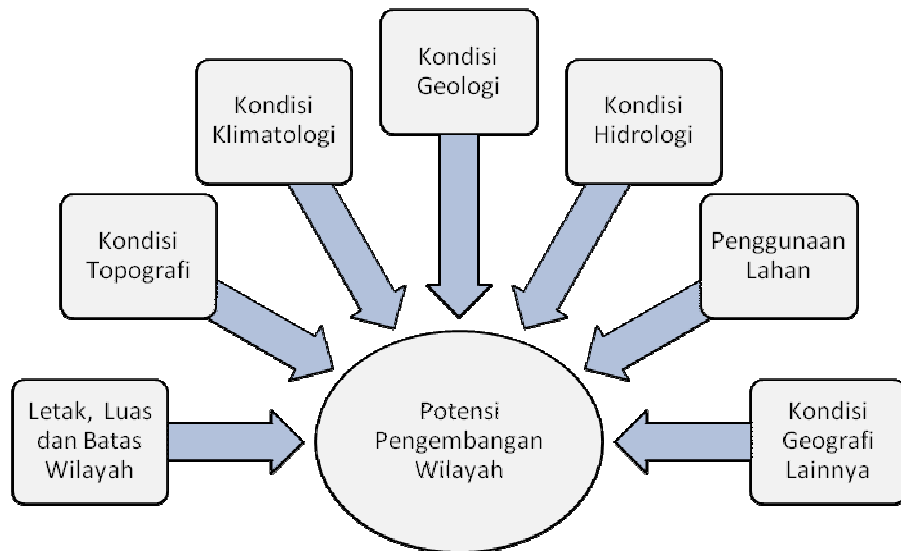 Kondisi
Geologi
Kondisi
Klimatologi
Kondisi
Hidrologi
Kondisi
Topografi
Penggunaan
Lahan
Letak, Luas
dan Batas
Wilayah
Potensi
Pengembangan
Wilayah
Kondisi
Geografi
Lainnya